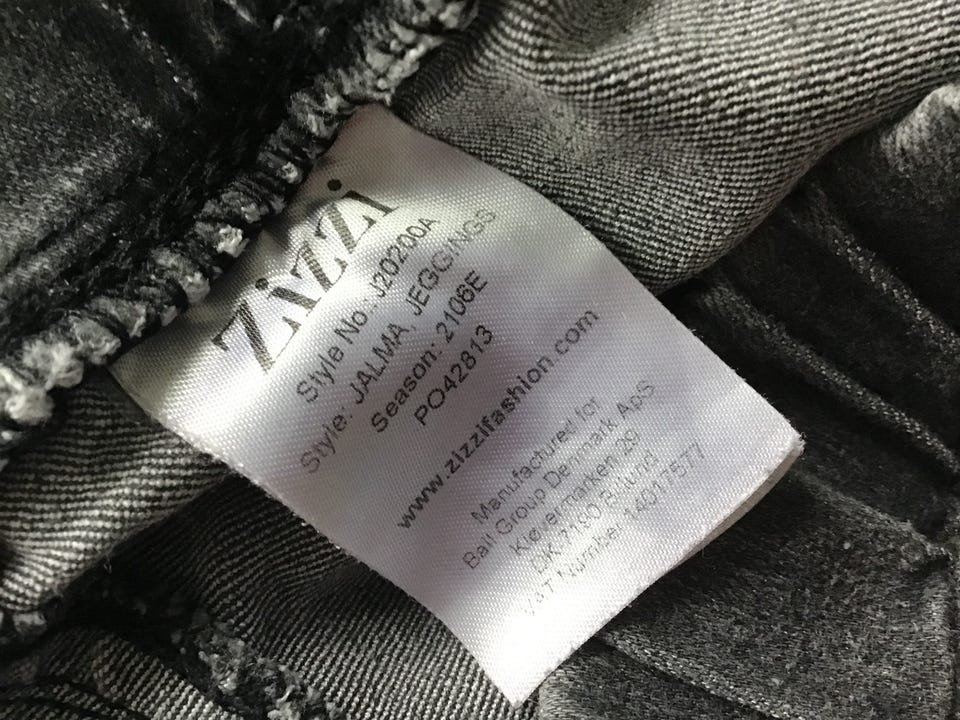 Zizzi
Style No.: J20200A
Style: JALMA, JEGGINGS
Season: 2106E
PO42813
www.zizzifashion.com
Manufactured for
Ball Group Denmark ApS
Kløvermarken 29
DK 7190 Billund
VAT Number 14017577